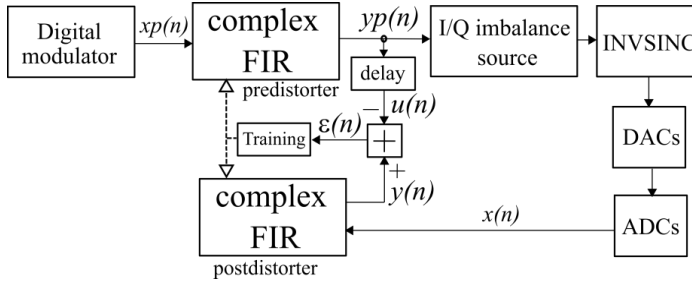 Digital
modulator
xp(n)
complex
FIR
predistorter
yp(n)
I/Q imbalance
source
INVSINC
delay
− u(n)
ε(n)
Training
+
DACs
+
y(n)
complex
FIR
postdistorter
x(n)
ADCs